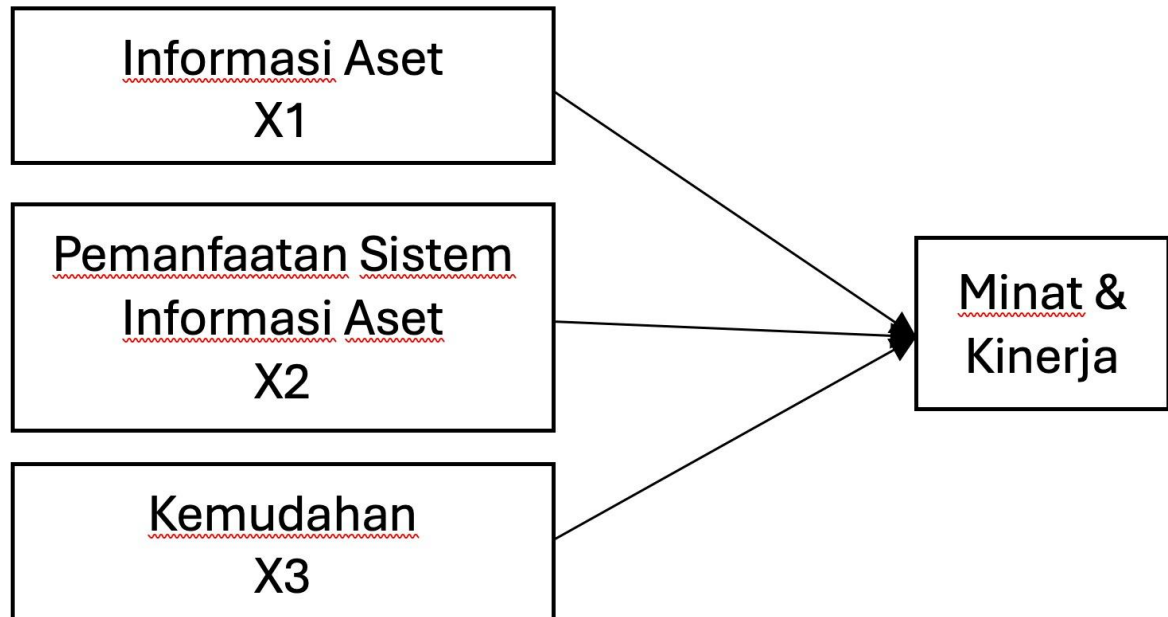 Informasi Aset
X1
Pemanfaatan Sistem
Informasi Aset
X2
Kemudahan
X3
Minat &
Kinerja